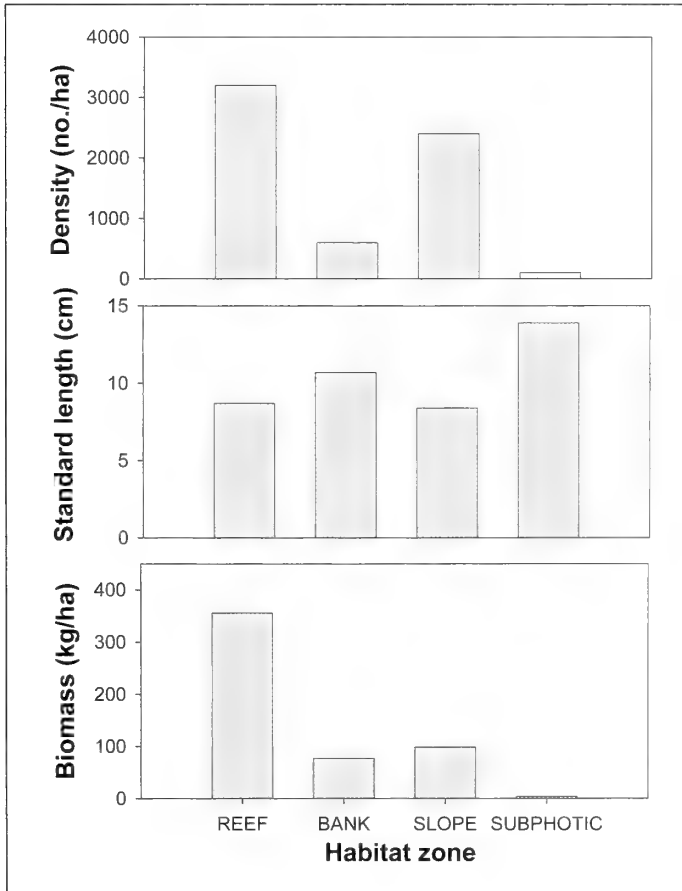 Density (no./ha)
4000
3000
2000
1000
0
Standard length (cm)
15
10
5
0
Biomass (kg/ha)
400
300
200
100
0
REEF BANK SLOPE SUBPHOTIC
Habitat zone